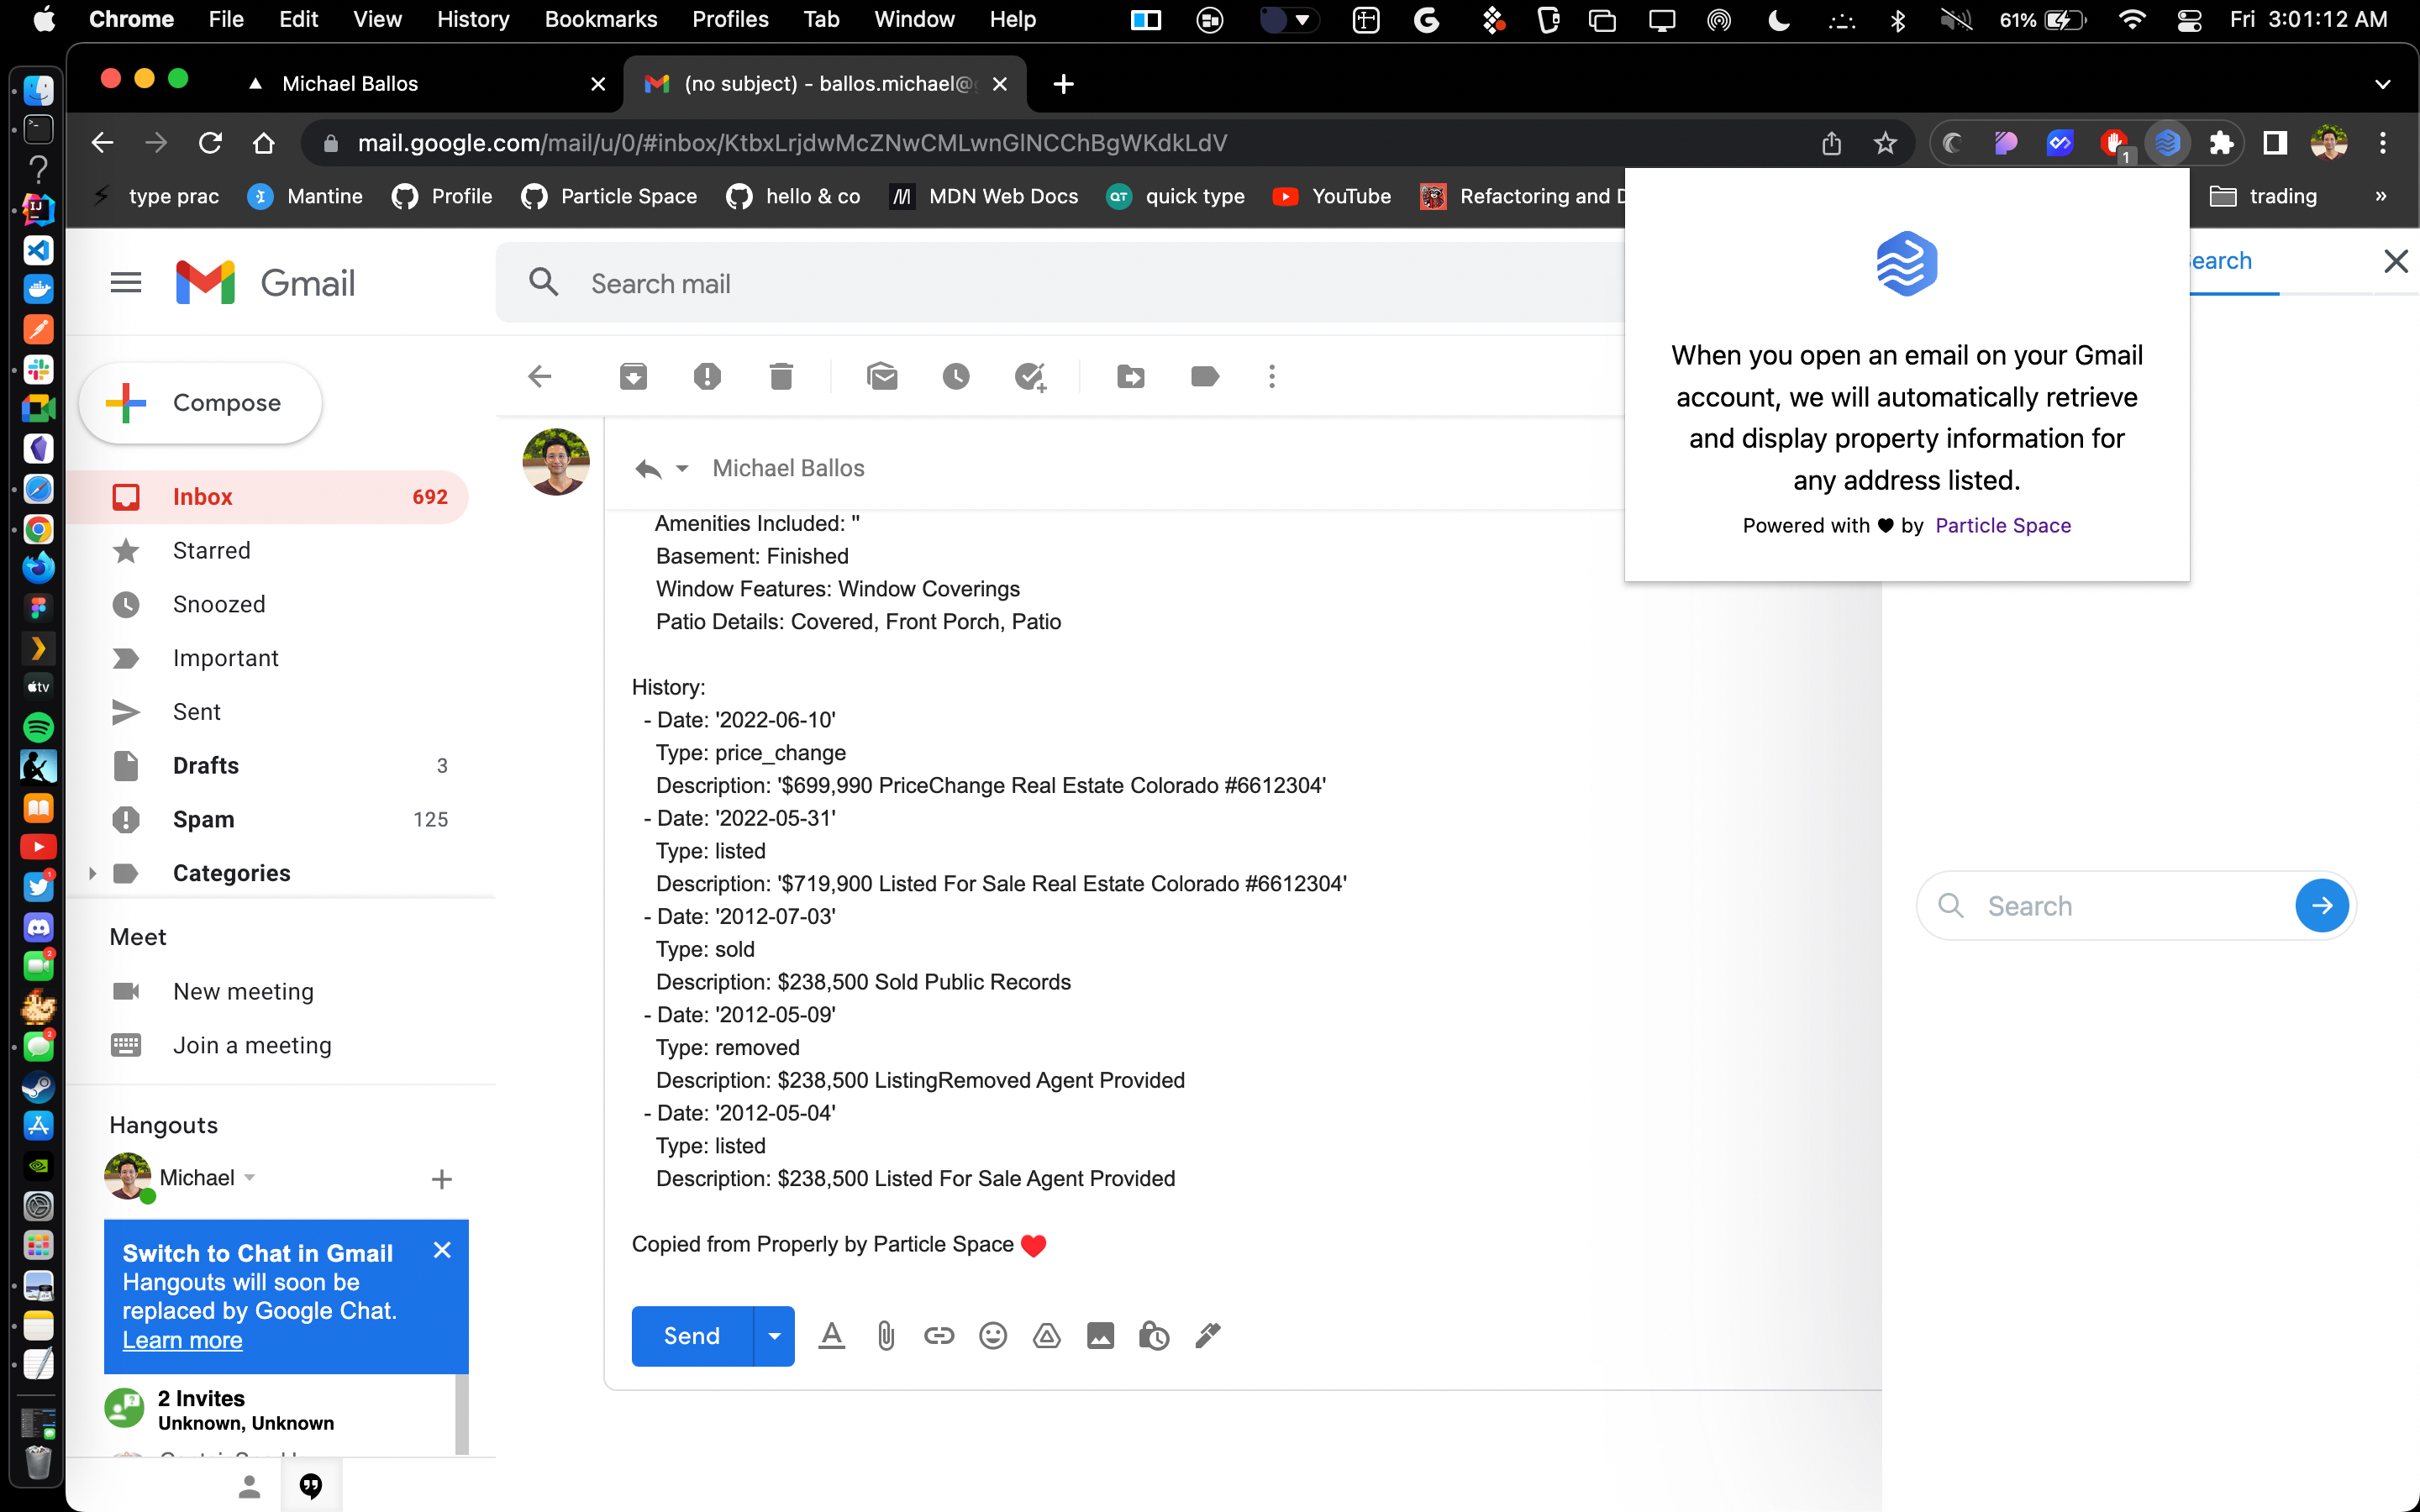 Chrome File Edit View History Bookmarks Profiles Tab Window Help 61% Fri 3:01:12 AM
Michael Ballos
(no subject) - ballos.michael@
mail.google.com/mail/u/0/#inbox/KtbxLrjdwMcZNwCMLwnGlNCChBgWKdkLdV
1
type prac Mantine Profile Particle Space hello & co MDN Web Docs quick type YouTube Refactoring and trading »
Gmail
Search mail
Compose
Inbox 692
Starred
Snoozed
Important
Sent
Drafts 3
Spam 125
Categories
Meet
New meeting
Join a meeting
Hangouts
Michael
Switch to Chat in Gmail
Hangouts will soon be
replaced by Google Chat.
Learn more
2 Invites
Unknown, Unknown
Michael Ballos
Amenities Included: "
Basement: Finished
Window Features: Window Coverings
Patio Details: Covered, Front Porch, Patio
History:
- Date: '2022-06-10'
Type: price_change
Description: '$699,990 PriceChange Real Estate Colorado #6612304'
- Date: '2022-05-31'
Type: listed
Description: '$719,900 Listed For Sale Real Estate Colorado #6612304'
- Date: '2012-07-03'
Type: sold
Description: $238,500 Sold Public Records
- Date: '2012-05-09'
Type: removed
Description: $238,500 ListingRemoved Agent Provided
- Date: '2012-05-04'
Type: listed
Description: $238,500 Listed For Sale Agent Provided
Copied from Properly by Particle Space ❤️
Send
When you open an email on your Gmail
account, we will automatically retrieve
and display property information for
any address listed.
Powered with ♥ by Particle Space
earch
Search